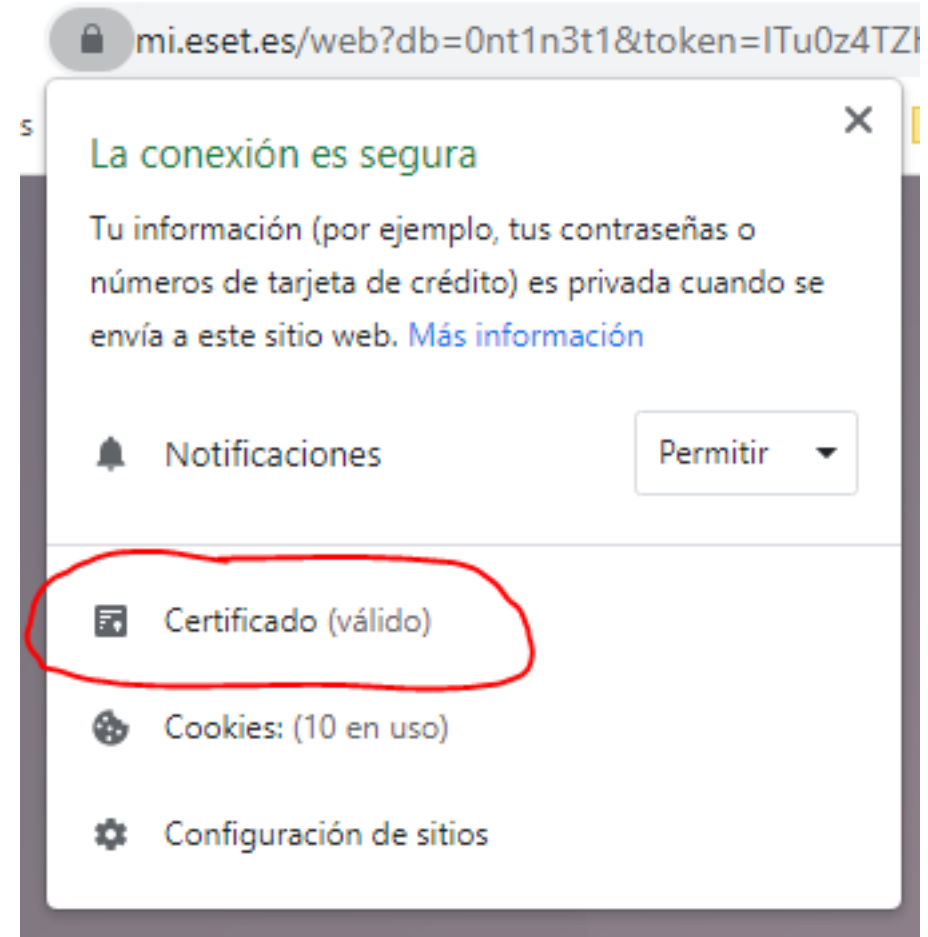 mi.eset.es/web?db=0nt1n3t1&token=ITu0z4TZ
s
La conexión es segura
Tu información (por ejemplo, tus contraseñas o
números de tarjeta de crédito) es privada cuando se
envía a este sitio web. Más información
Notificaciones Permitir
Certificado (válido)
Cookies: (10 en uso)
Configuración de sitios